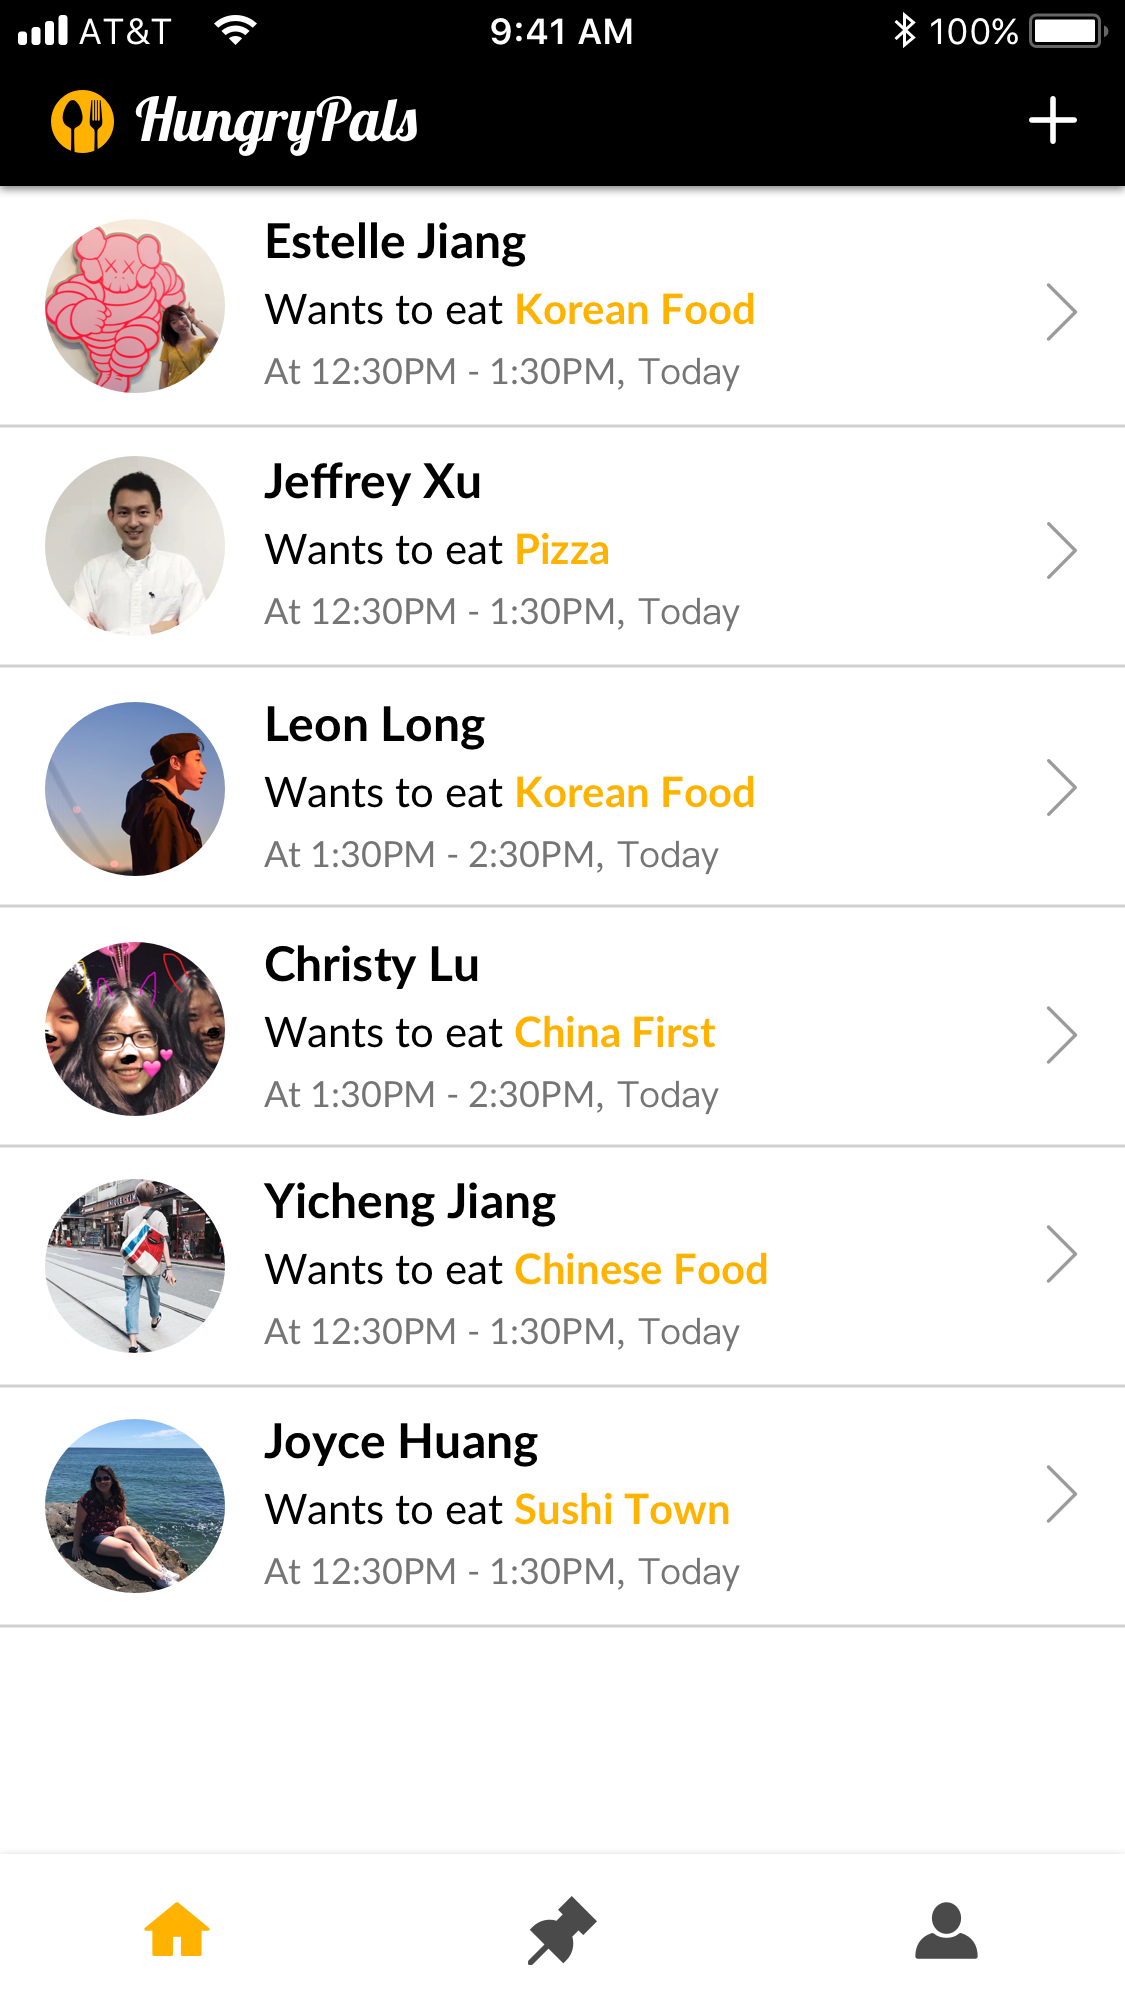 AT&T 9:41 AM 100%
HungryPals
Estelle Jiang
Wants to eat Korean Food
At 12:30PM - 1:30PM, Today
Jeffrey Xu
Wants to eat Pizza
At 12:30PM - 1:30PM, Today
Leon Long
Wants to eat Korean Food
At 1:30PM - 2:30PM, Today
Christy Lu
Wants to eat China First
At 1:30PM - 2:30PM, Today
Yicheng Jiang
Wants to eat Chinese Food
At 12:30PM - 1:30PM, Today
Joyce Huang
Wants to eat Sushi Town
At 12:30PM - 1:30PM, Today